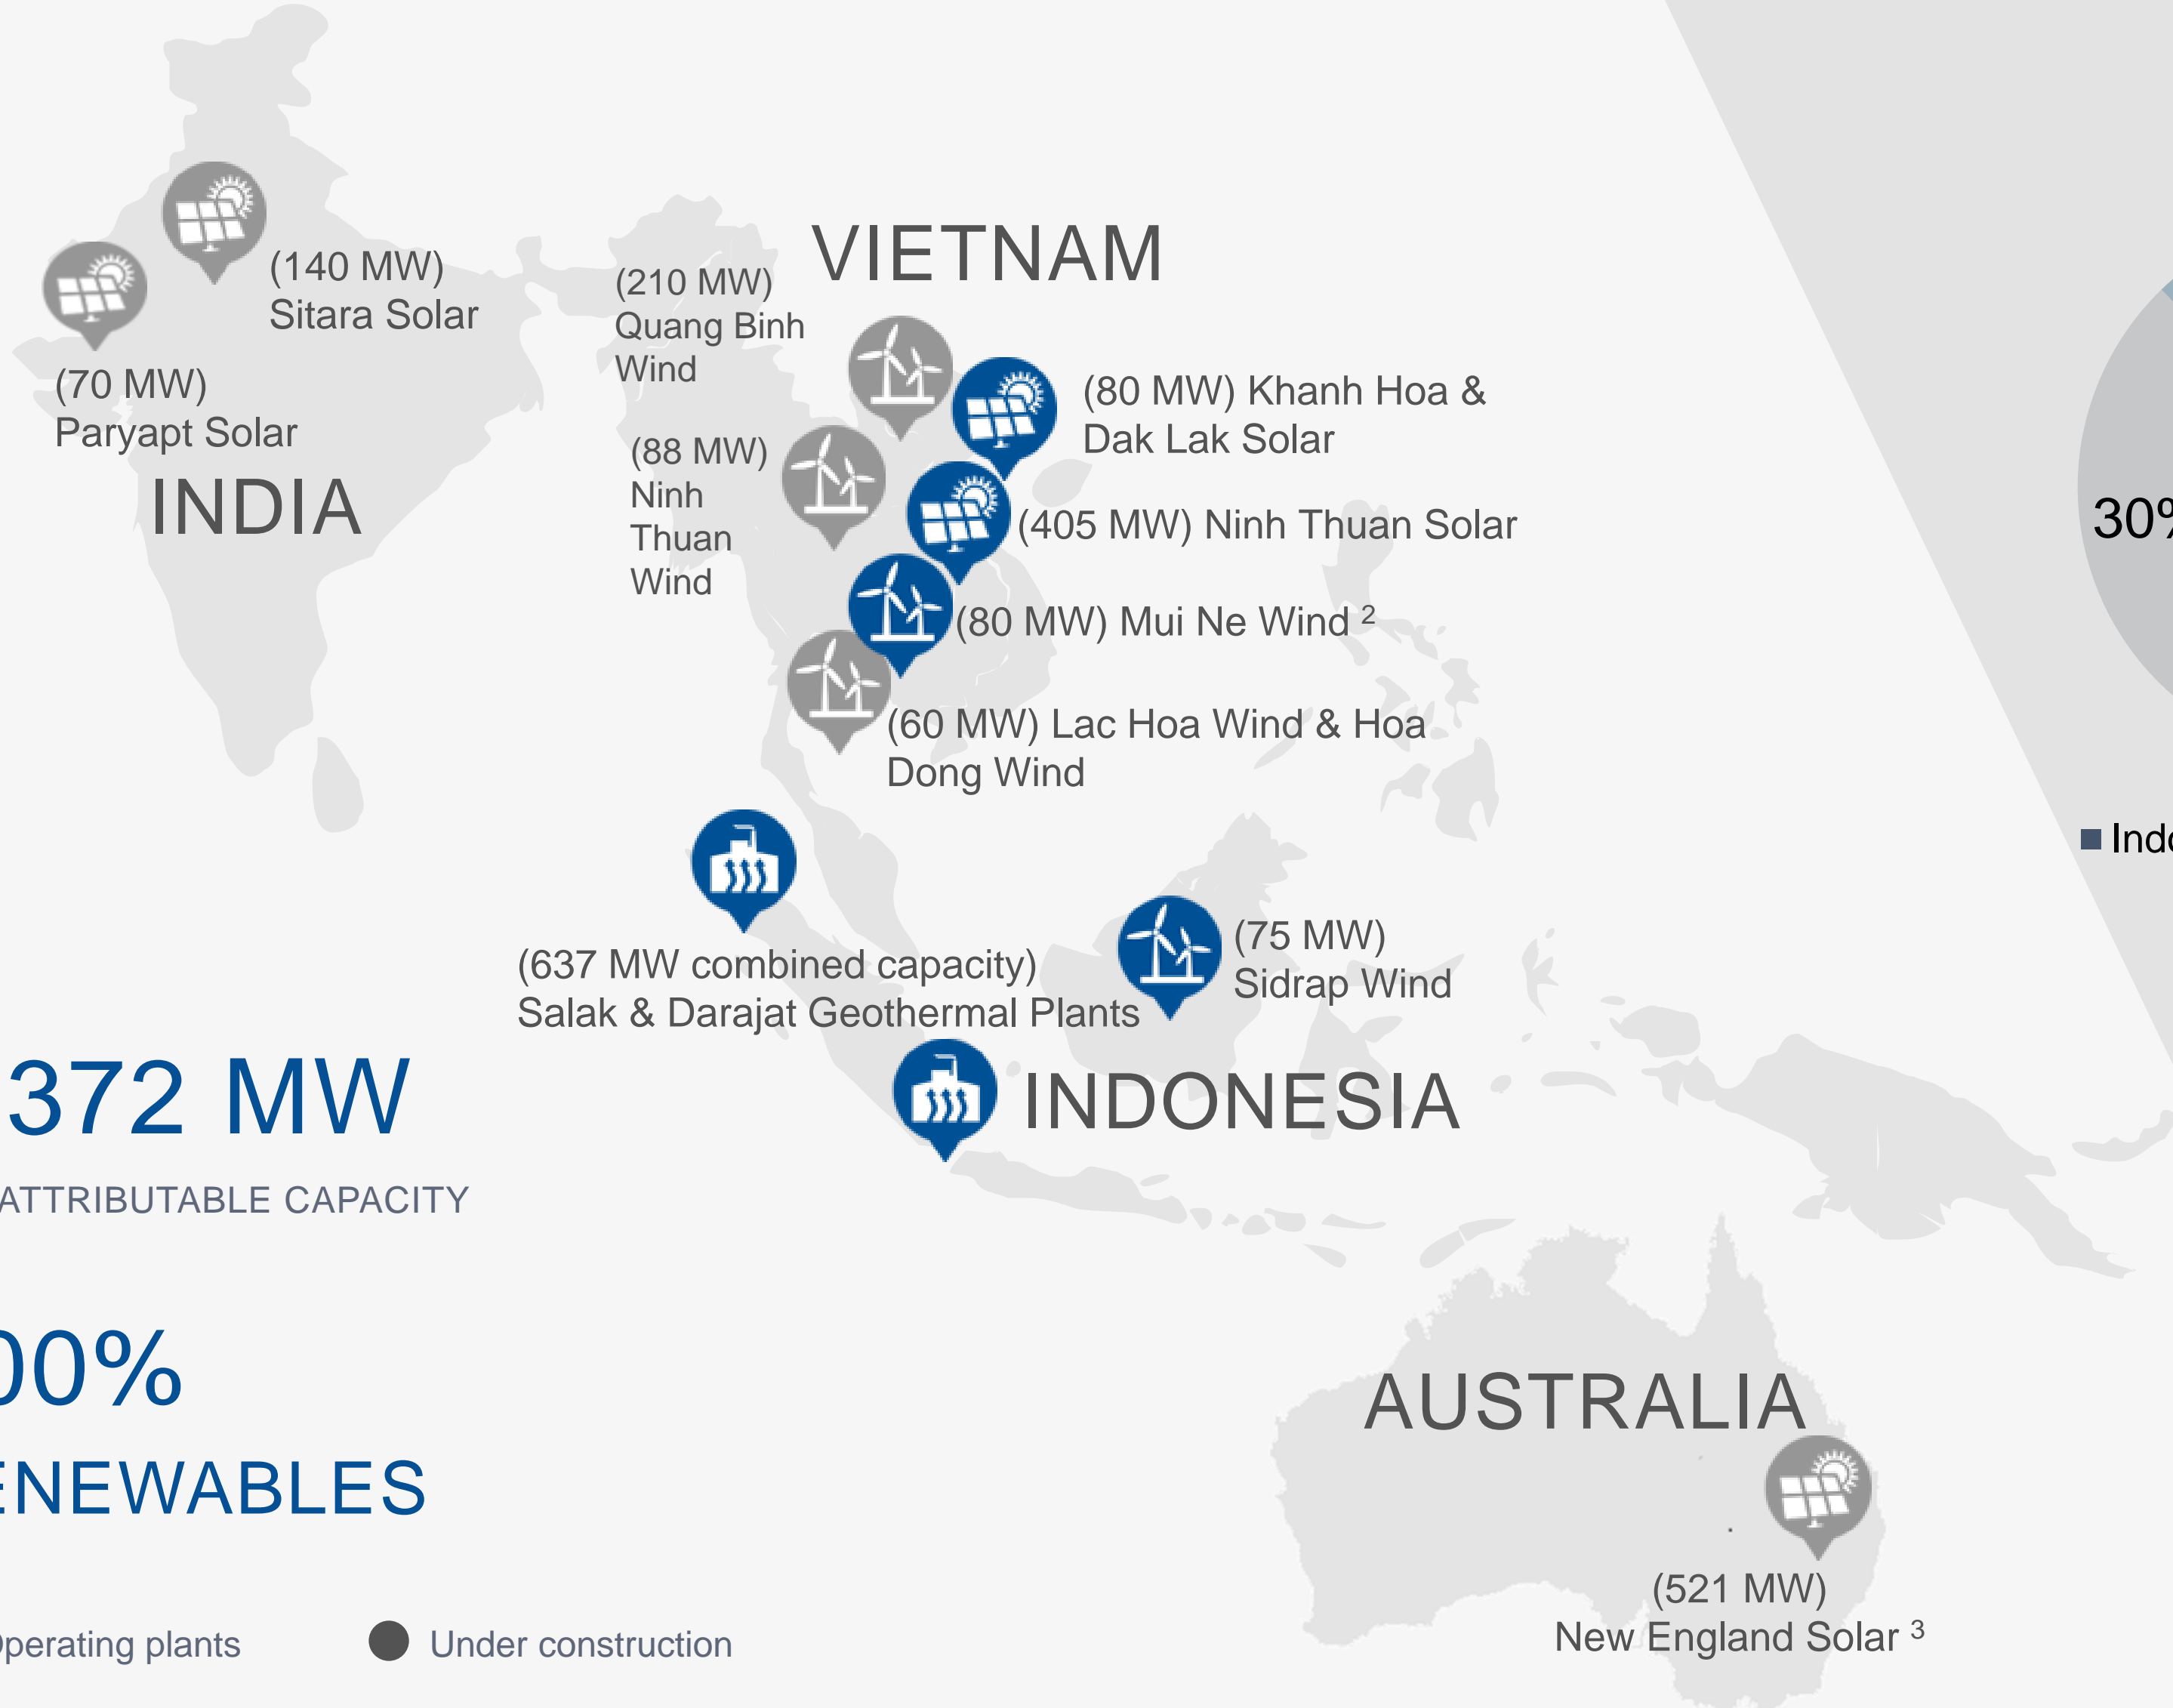 VIETNAM
(140 MW)
Sitara Solar
(70 MW)
Paryapt Solar
INDIA
(210 MW)
Quang Binh
Wind
(88 MW)
Ninh
Thuan
Wind
(80 MW) Khanh Hoa &
Dak Lak Solar
(405 MW) Ninh Thuan Solar
(80 MW) Mui Ne Wind 2
(60 MW) Lac Hoa Wind & Hoa
Dong Wind
(637 MW combined capacity)
Salak & Darajat Geothermal Plants
(75 MW)
Sidrap Wind
INDONESIA
372 MW
ATTRIBUTABLE CAPACITY
00%
ENEWABLES
AUSTRALIA
(521 MW)
New England Solar 3
perating plants
Under construction
30%
Indo